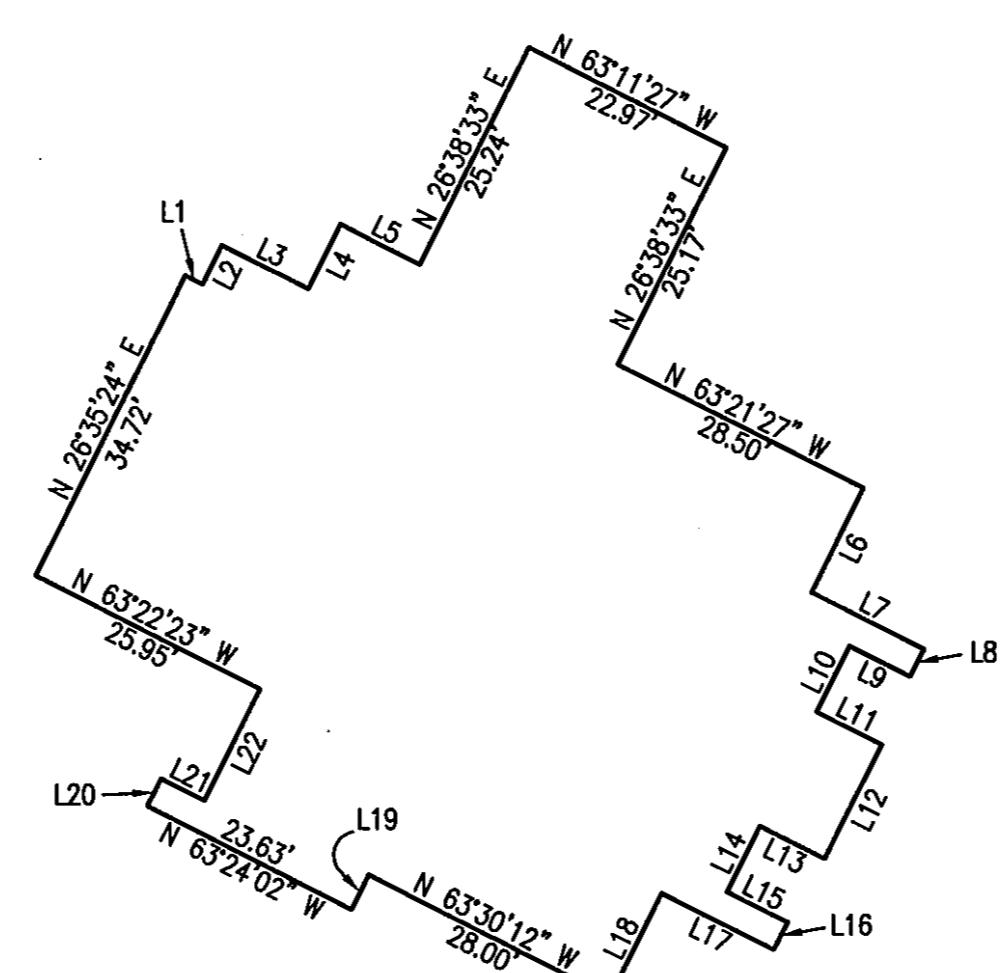 N 63°11'27" W
22.97'
N 26°38'33" E
25.24'
N 26°38'33" E
25.17'
L1
L2
L3
L4
L5
N 26°35'24" E
34.72'
N 63°21'27" W
28.50'
L6
L7
L8
L9
L10
L11
L12
N 63°22'23" W
25.95'
L22
L21
L20
23.63'
N 63°24'02" W
L19
N 63°30'12" W
28.00'
L14
L13
L15
L16
L17
L18